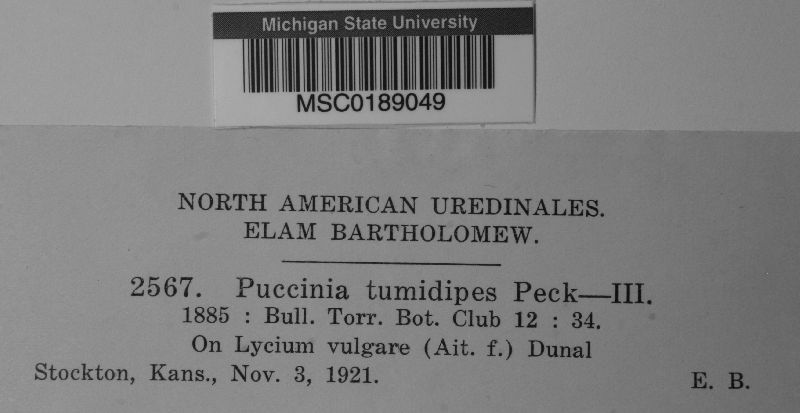 Michigan State University
MSC0189049
NORTH AMERICAN UREDINALES.
ELAM BARTHOLOMEW.
2567. Puccinia tumidipes Peck—III.
1885 : Bull. Torr. Bot. Club 12 : 34.
On Lycium vulgare (Ait. f.) Dunal
Stockton, Kans., Nov. 3, 1921. E. B.